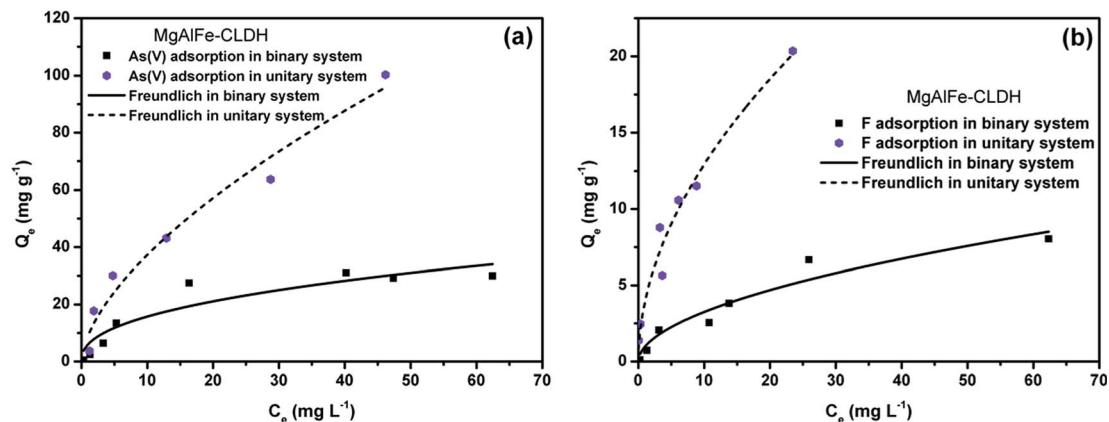 120
100
80
60
40
20
0
Qe (mg g-1)
MgAlFe-CLDH
As(V) adsorption in binary system
As(V) adsorption in unitary system
Freundlich in binary system
Freundlich in unitary system
(a)
0 10 20 30 40 50 60 70
Ce (mg L-1)
20
15
10
5
0
Qe (mg g-1)
(b)
MgAlFe-CLDH
F adsorption in binary system
F adsorption in unitary system
Freundlich in binary system
Freundlich in unitary system
0 10 20 30 40 50 60 70
Ce (mg L-1)